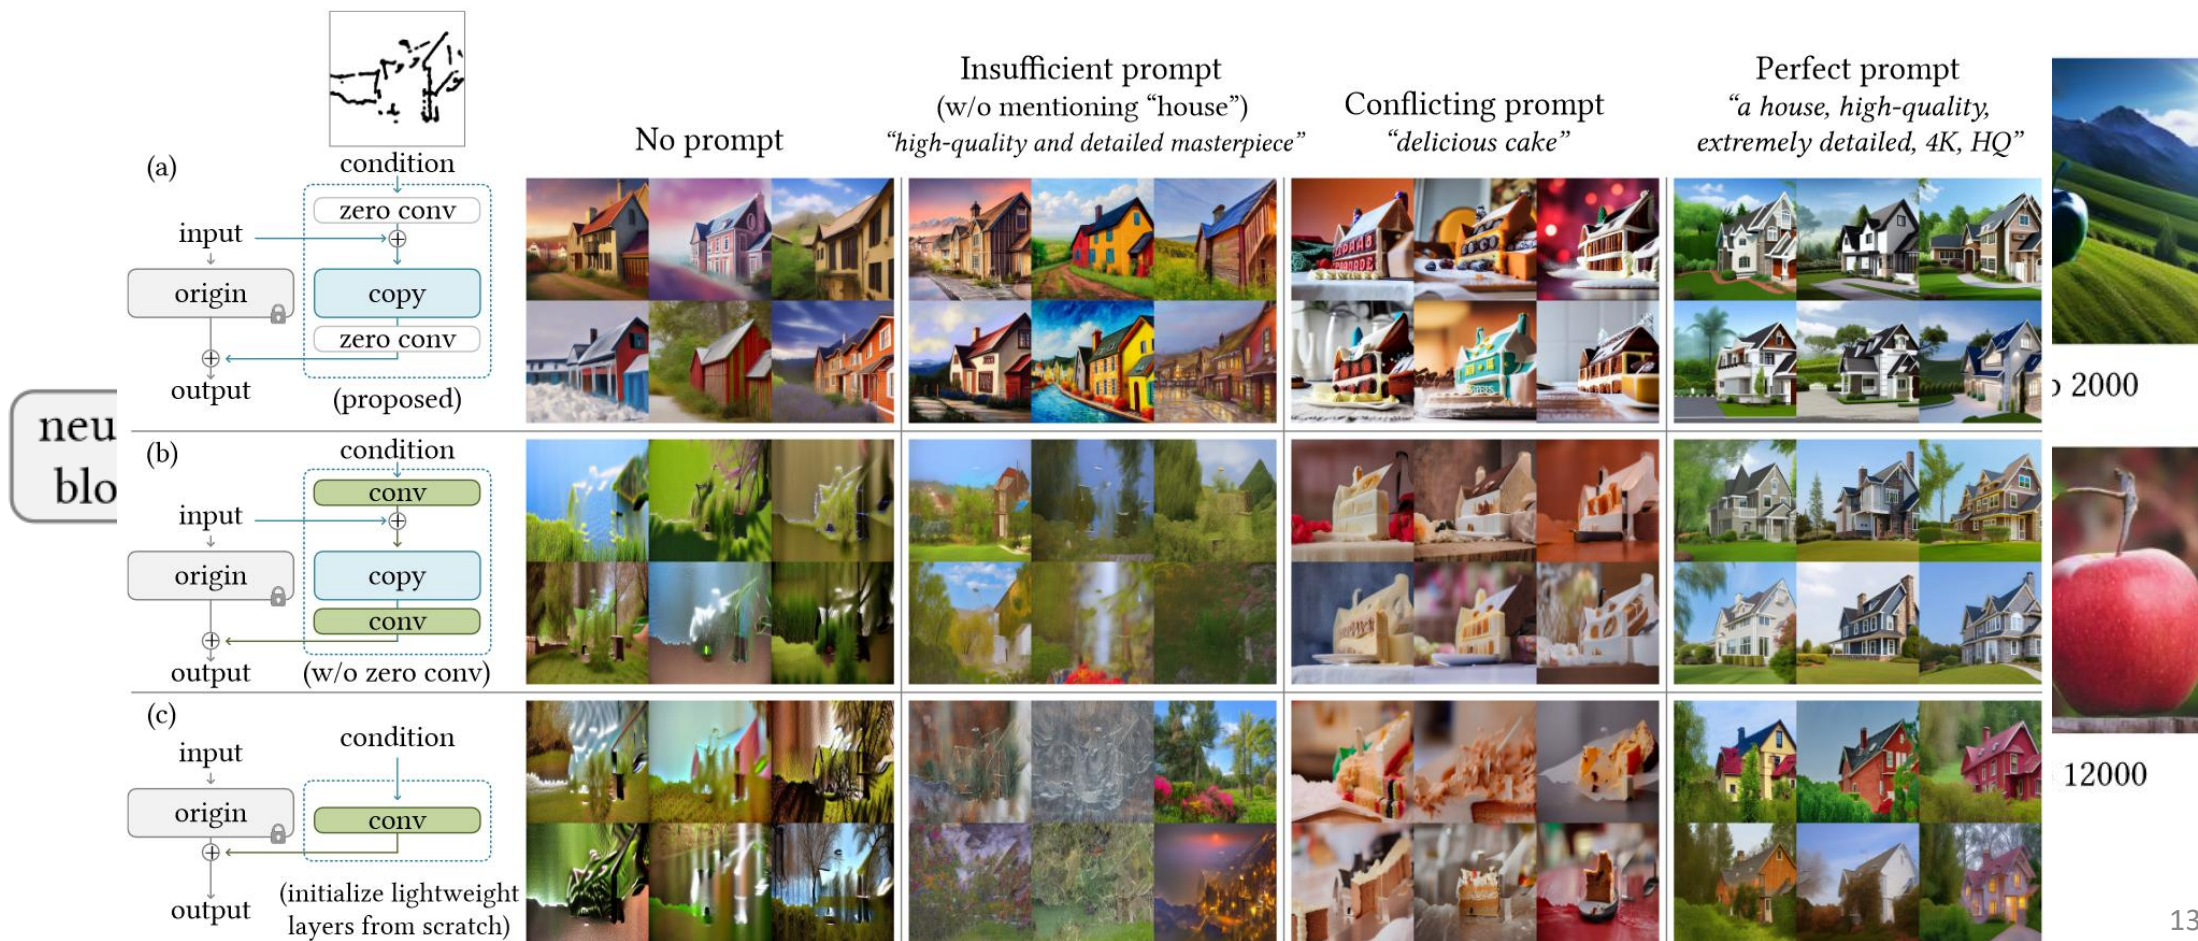 No prompt
Insufficient prompt
(w/o mentioning “house”)
“high-quality and detailed masterpiece”
Conflicting prompt
“delicious cake”
Perfect prompt
“a house, high-quality,
extremely detailed, 4K, HQ”
(a)
condition
zero conv
input
origin
copy
zero conv
output
(proposed)
neu
blo
2000
(b)
condition
conv
input
origin
copy
conv
output
(w/o zero conv)
(c)
condition
input
origin
conv
output
(initialize lightweight
layers from scratch)
12000
13